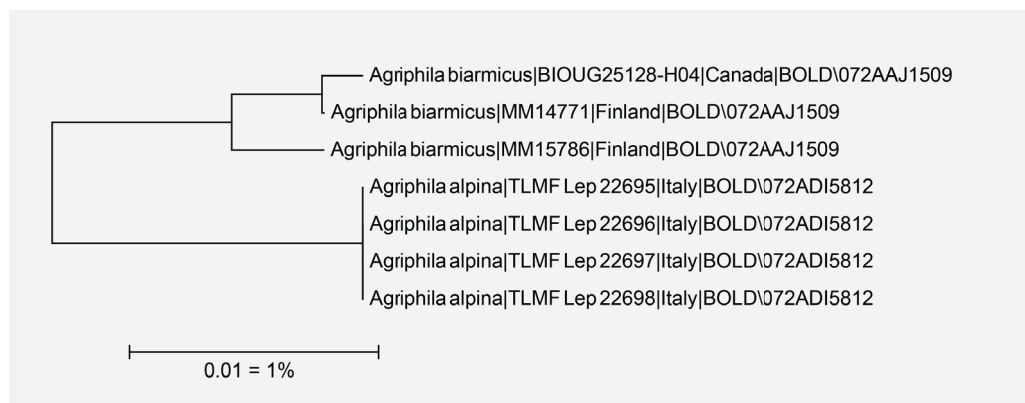 Agriphila biarmicus|BIOUG25128-H04|Canada|BOLD\072AAJ1509
Agriphila biarmicus|MM14771|Finland|BOLD\072AAJ1509
Agriphila biarmicus|MM15786|Finland|BOLD\072AAJ1509
Agriphila alpina|TLMF Lep 22695|Italy|BOLD\072ADI5812
Agriphila alpina|TLMF Lep 22696|Italy|BOLD\072ADI5812
Agriphila alpina|TLMF Lep 22697|Italy|BOLD\072ADI5812
Agriphila alpina|TLMF Lep 22698|Italy|BOLD\072ADI5812
0.01 = 1%